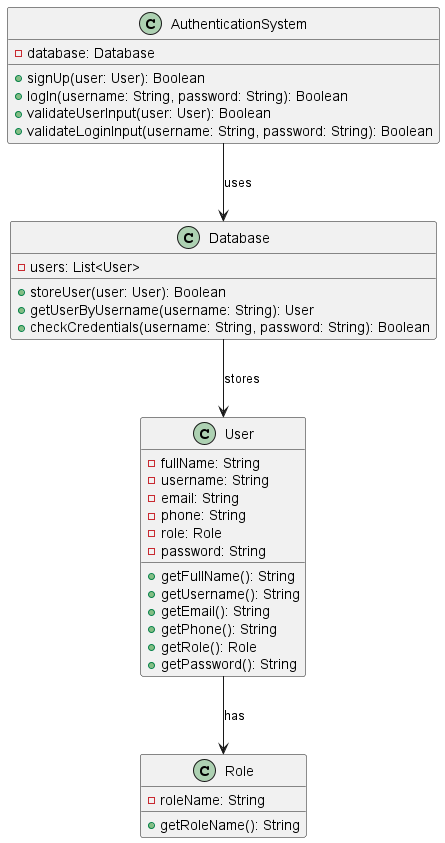 C AuthenticationSystem
database: Database
signUp(user: User): Boolean
logIn(username: String, password: String): Boolean
validateUserInput(user: User): Boolean
validateLoginInput(username: String, password: String): Boolean
uses
C Database
users: List<User>
storeUser(user: User): Boolean
getUserByUsername(username: String): User
checkCredentials(username: String, password: String): Boolean
stores
C User
fullName: String
username: String
email: String
phone: String
role: Role
password: String
getFullName(): String
getUsername(): String
getEmail(): String
getPhone(): String
getRole(): Role
getPassword(): String
has
C Role
roleName: String
getRoleName(): String